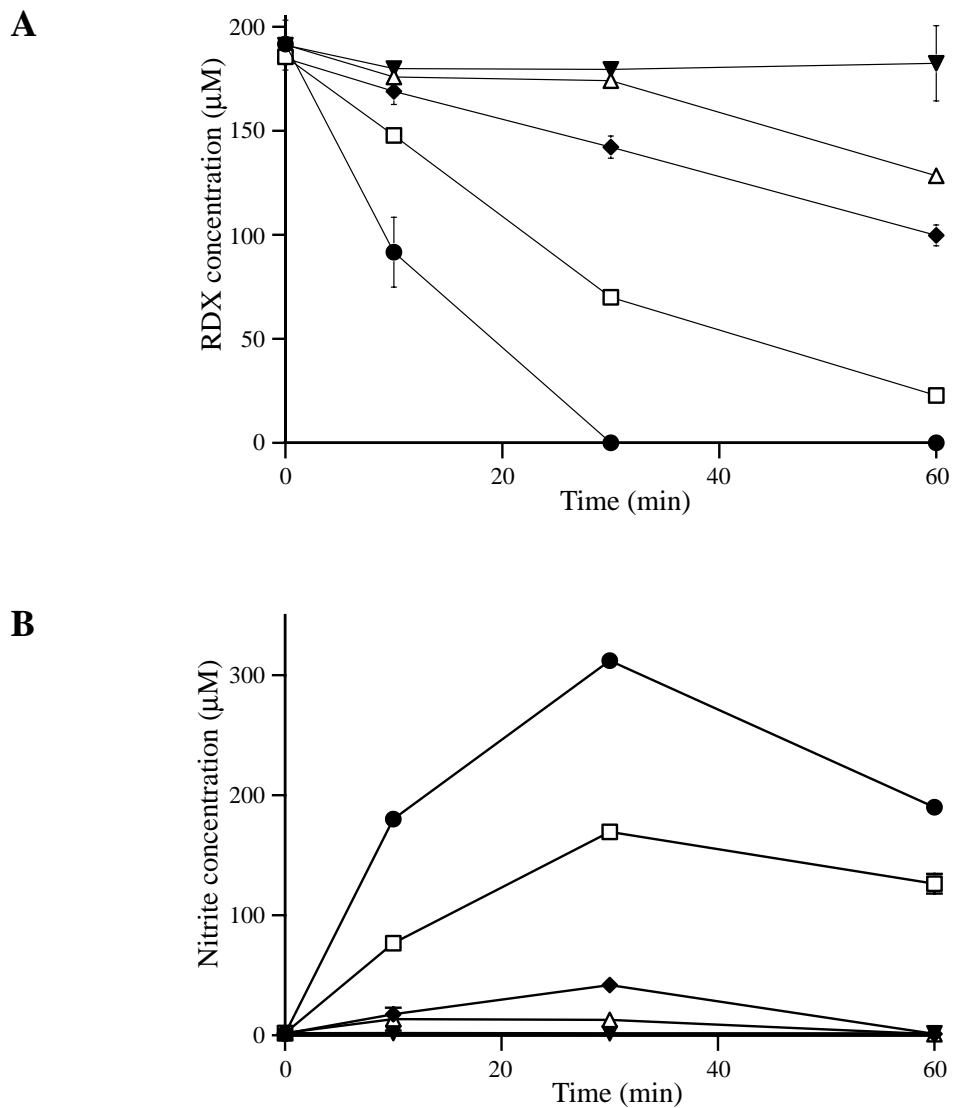 A
RDX concentration (μM)
200
150
100
50
0
0 20 40 60
Time (min)
B
Nitrite concentration (μM)
300
200
100
0
0 20 40 60
Time (min)